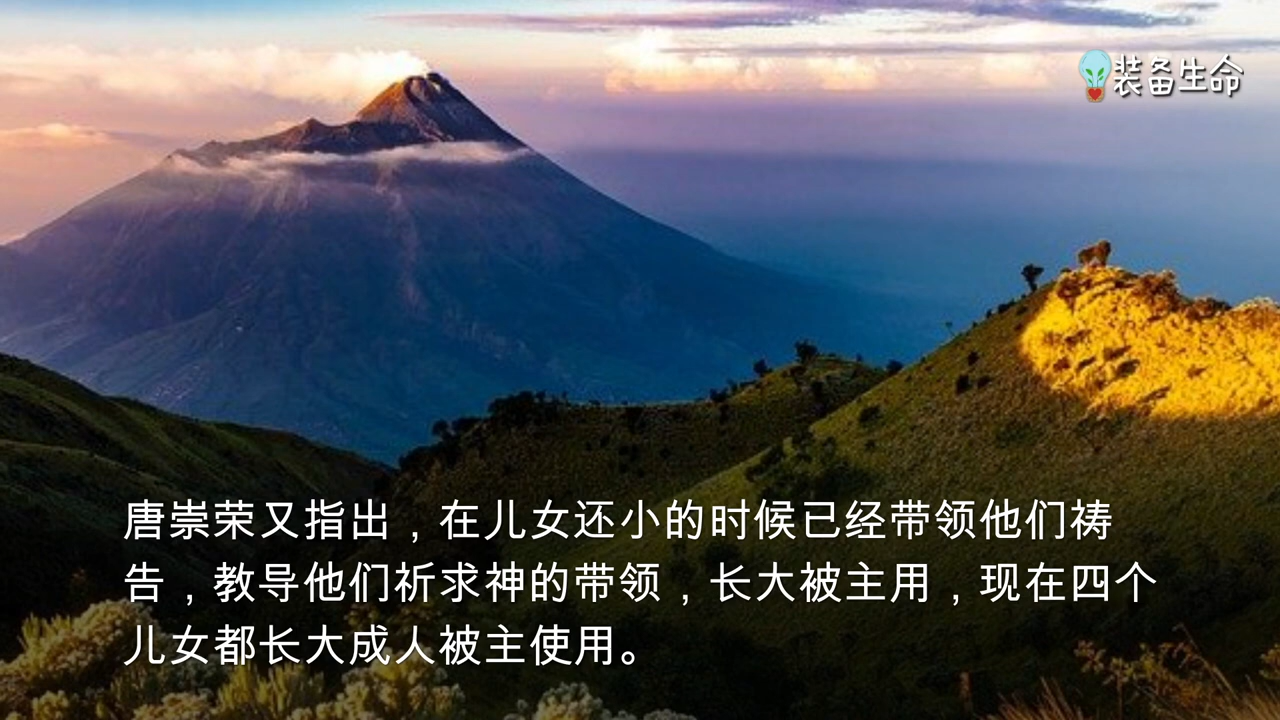 装备生命
唐崇荣又指出，在儿女还小的时候已经带领他们祷
告，教导他们祈求神的带领，长大被主用，现在四个
儿女都长大成人被主使用。